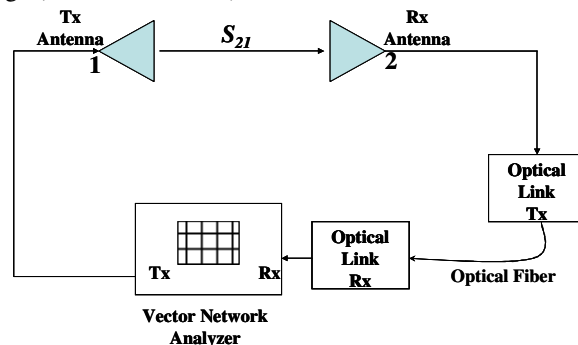 Tx
Antenna
1
S21
Rx
Antenna
2
Optical
Link
Tx
Optical Fiber
Optical
Link
Rx
Tx
Rx
Vector Network
Analyzer